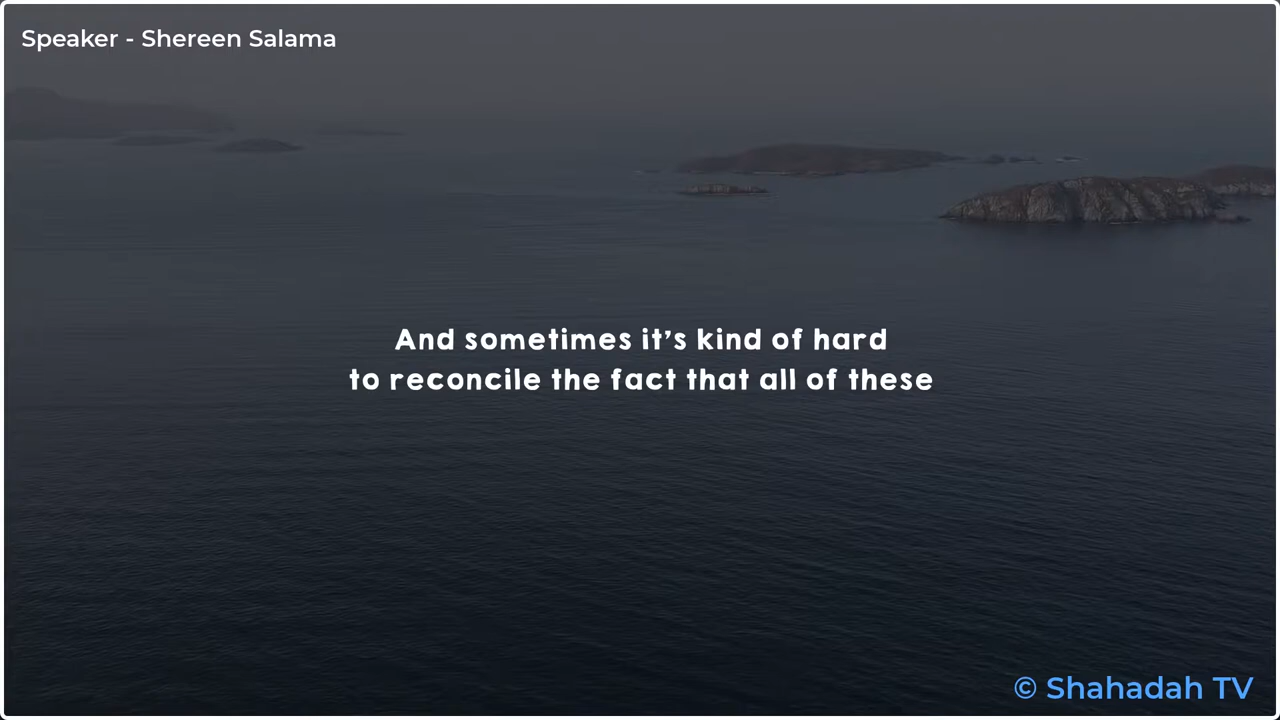 Speaker - Shereen Salama
And sometimes it's kind of hard
to reconcile the fact that all of these
© Shahadah TV